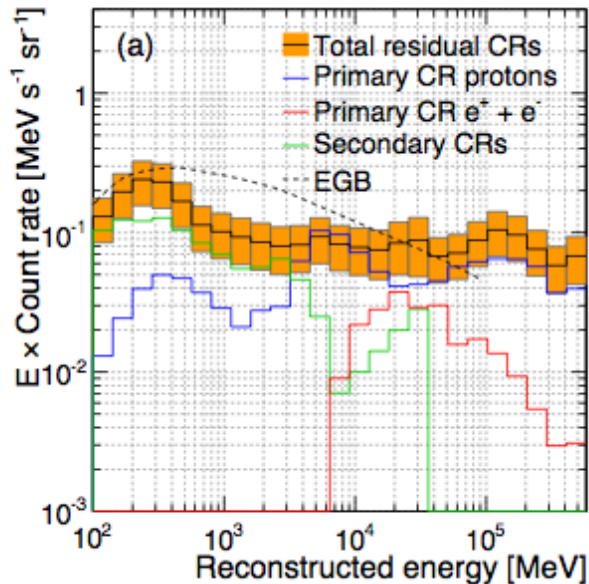 (a)
Total residual CRs
Primary CR protons
Primary CR e⁺ + e⁻
Secondary CRs
EGB
E × Count rate [MeV s⁻¹ sr⁻¹]
1
10⁻¹
10⁻²
10⁻³
10² 10³ 10⁴ 10⁵
Reconstructed energy [MeV]